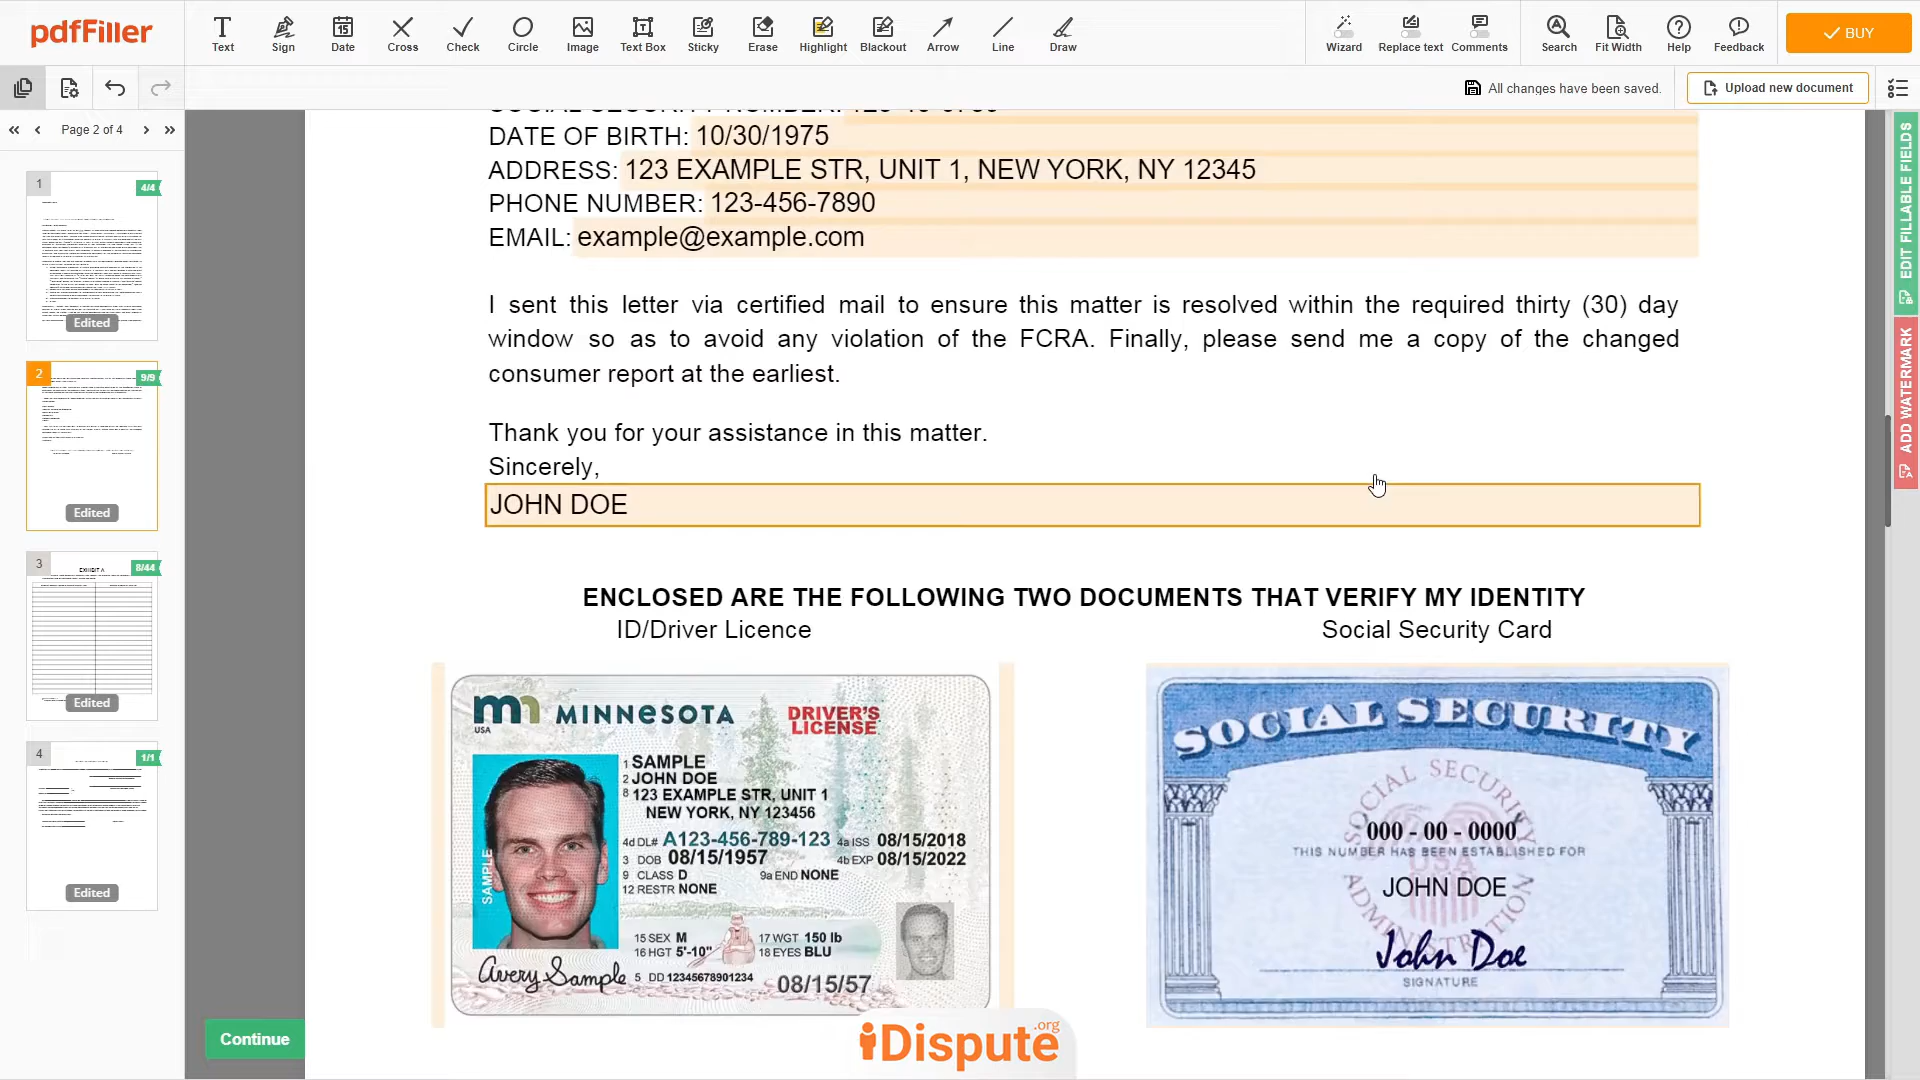 pdfFiller
Text
Sign
15
Date
Cross
Check
Circle
Image
Text Box
Sticky
Erase
Highlight
Blackout
Arrow
Line
Draw
Wizard
Replace text
Comments
Search
Fit Width
Help
Feedback
BUY
All changes have been saved.
Upload new document
Page 2 of 4
1
4/4
Edited
2
9/9
Edited
3
8/44
EXHIBIT A
Edited
4
1/1
Edited
EDIT FILLABLE FIELDS
ADD WATERMARK
DATE OF BIRTH: 10/30/1975
ADDRESS: 123 EXAMPLE STR, UNIT 1, NEW YORK, NY 12345
PHONE NUMBER: 123-456-7890
EMAIL: example@example.com
I sent this letter via certified mail to ensure this matter is resolved within the required thirty (30) day
window so as to avoid any violation of the FCRA. Finally, please send me a copy of the changed
consumer report at the earliest.
Thank you for your assistance in this matter.
Sincerely,
JOHN DOE
ENCLOSED ARE THE FOLLOWING TWO DOCUMENTS THAT VERIFY MY IDENTITY
ID/Driver Licence
Social Security Card
mn MINNESOTA
USA
DRIVER'S
LICENSE
1 SAMPLE
2 JOHN DOE
8 123 EXAMPLE STR, UNIT 1
NEW YORK, NY 123456
4d DL# A123-456-789-123 4a ISS 08/15/2018
3 DOB 08/15/1957 4b EXP 08/15/2022
9 CLASS D 9a END NONE
12 RESTR NONE
SAMPLE
15 SEX M 17 WGT 150 lb
16 HGT 5'-10" 18 EYES BLU
Avery Sample
5 DD 12345678901234
08/15/57
SOCIAL SECURITY
SOCIAL SECURITY
000 - 00 - 0000
THIS NUMBER HAS BEEN ESTABLISHED FOR
USA
JOHN DOE
ADMINISTRATION
John Doe
SIGNATURE
Continue
iDispute.org